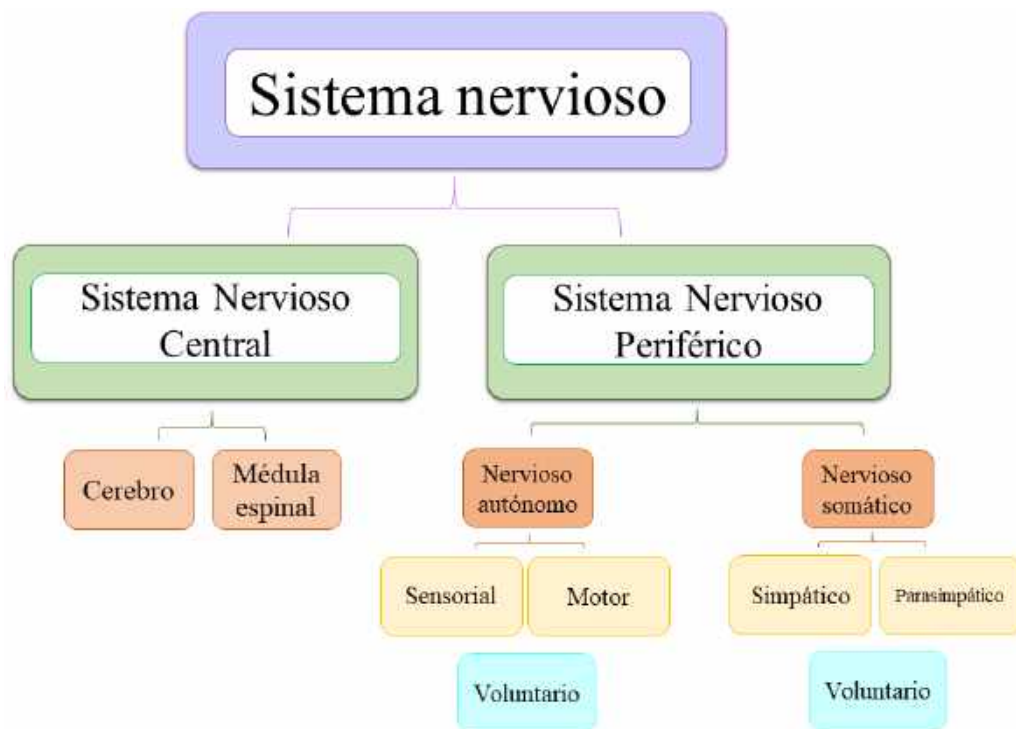 Sistema nervioso
Sistema Nervioso
Central
Sistema Nervioso
Periférico
Cerebro
Médula
espinal
Nervioso
autónomo
Nervioso
somático
Sensorial
Motor
Simpático
Parasimpático
Voluntario
Voluntario